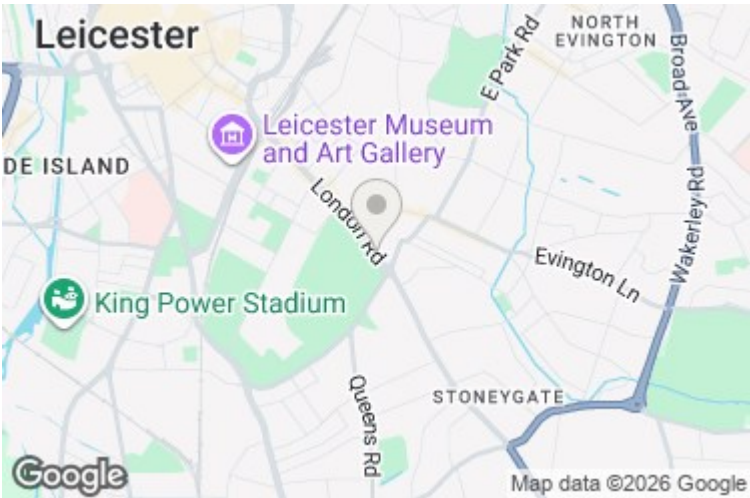 NORTH
EVINGTON
Leicester
E Park Rd
Broad Ave
Leicester Museum
and Art Gallery
DE ISLAND
London Rd
Wakerley Rd
Evington Ln
King Power Stadium
Queens Rd
STONEYGATE
Google
Map data ©2026 Google